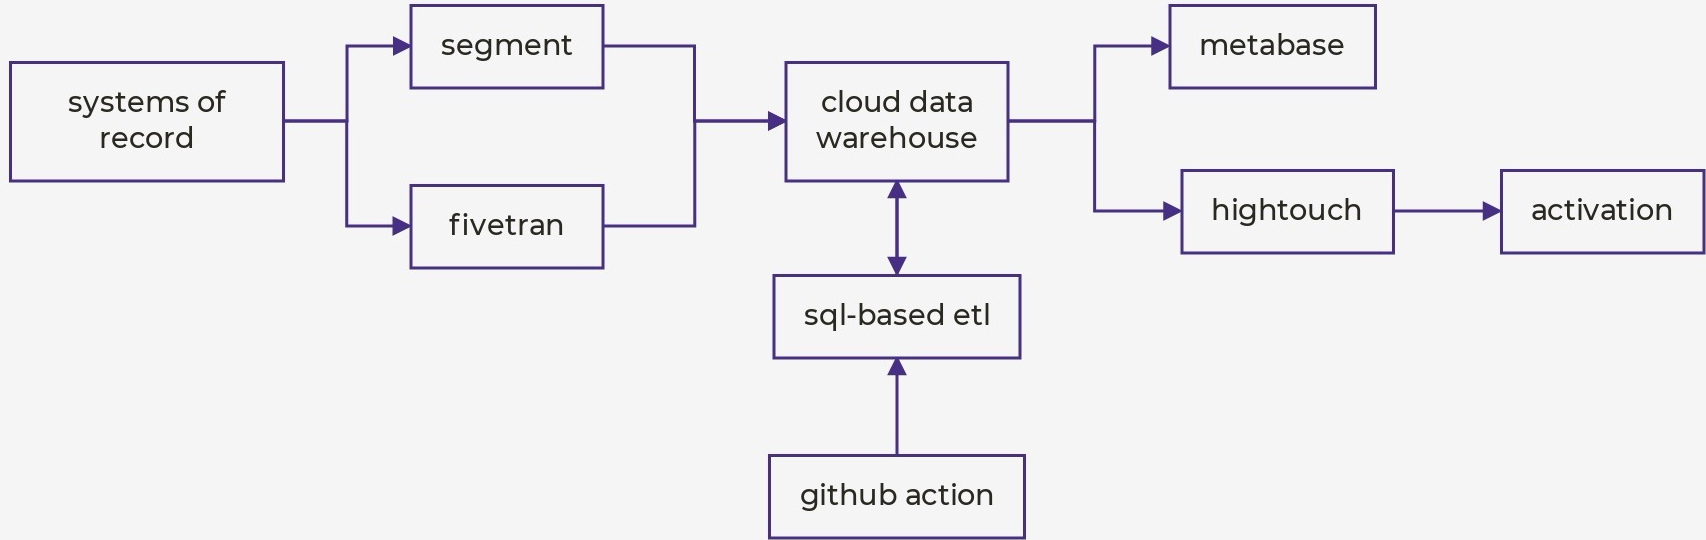 systems of
record
segment
fivetran
cloud data
warehouse
metabase
hightouch
activation
sql-based etl
github action